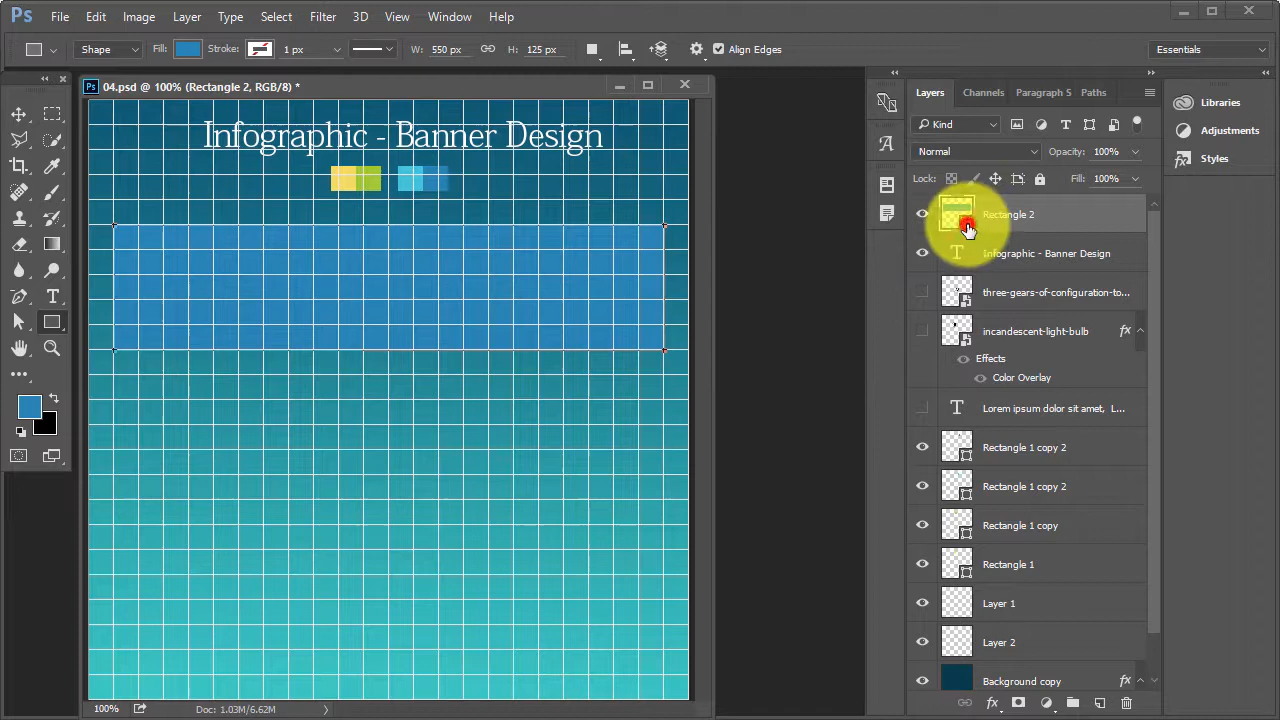 Ps File Edit Image Layer Type Select Filter 3D View Window Help
Shape Fill: Stroke: 1 px W: 550 px H: 125 px Align Edges Essentials
Ps 04.psd @ 100% (Rectangle 2, RGB/8) *
Infographic - Banner Design
100% Doc: 1.03M/6.62M
Layers Channels Paragraph S Paths
Kind
Normal Opacity: 100%
Lock: Fill: 100%
Rectangle 2
T Infographic - Banner Design
three-gears-of-configuration-to...
incandescent-light-bulb fx
Effects
Color Overlay
T Lorem ipsum dolor sit amet, L...
Rectangle 1 copy 2
Rectangle 1 copy 2
Rectangle 1 copy
Rectangle 1
Layer 1
Layer 2
Background copy fx
fx
Libraries
Adjustments
Styles